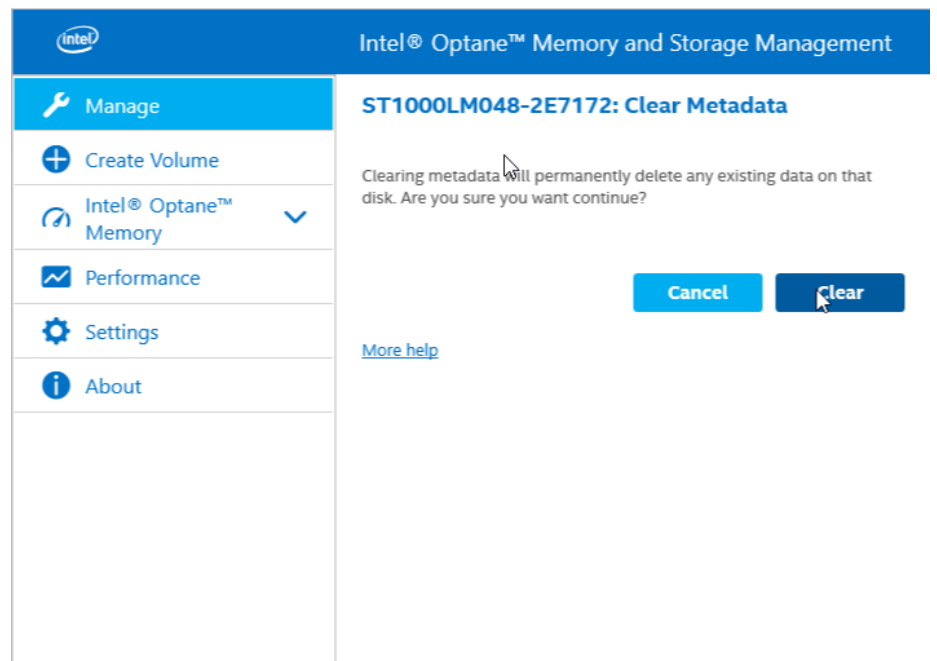 intel
Intel® Optane™ Memory and Storage Management
Manage
Create Volume
Intel® Optane™
Memory
Performance
Settings
About
ST1000LM048-2E7172: Clear Metadata
Clearing metadata will permanently delete any existing data on that
disk. Are you sure you want continue?
Cancel
Clear
More help